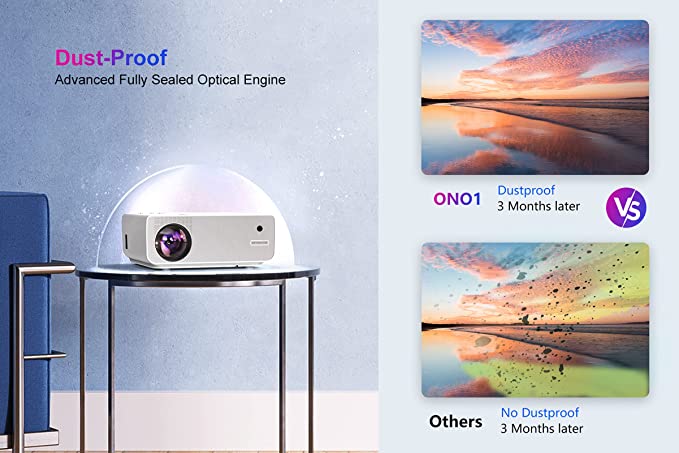 Dust-Proof
Advanced Fully Sealed Optical Engine
ONO1
Dustproof
3 Months later
VS
Others
No Dustproof
3 Months later